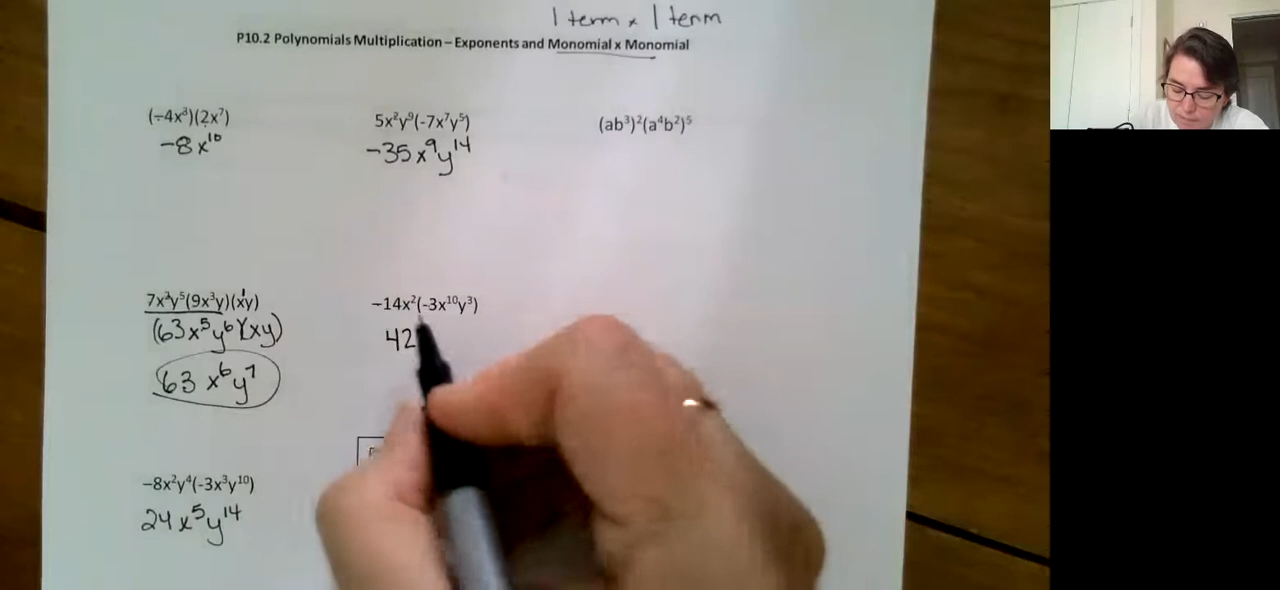 1 term x 1 term
P10.2 Polynomials Multiplication – Exponents and Monomial x Monomial
(−4x³)(2x⁷)
-8x¹⁰
5x²y⁹(-7x⁷y⁵)
-35x⁹y¹⁴
(ab³)²(a⁴b²)⁵
7x²y⁵(9x³y)(x¹y)
(63x⁵y⁶)(xy)
63x⁶y⁷
−14x²(-3x¹⁰y³)
42
−8x²y⁴(-3x³y¹⁰)
24x⁵y¹⁴